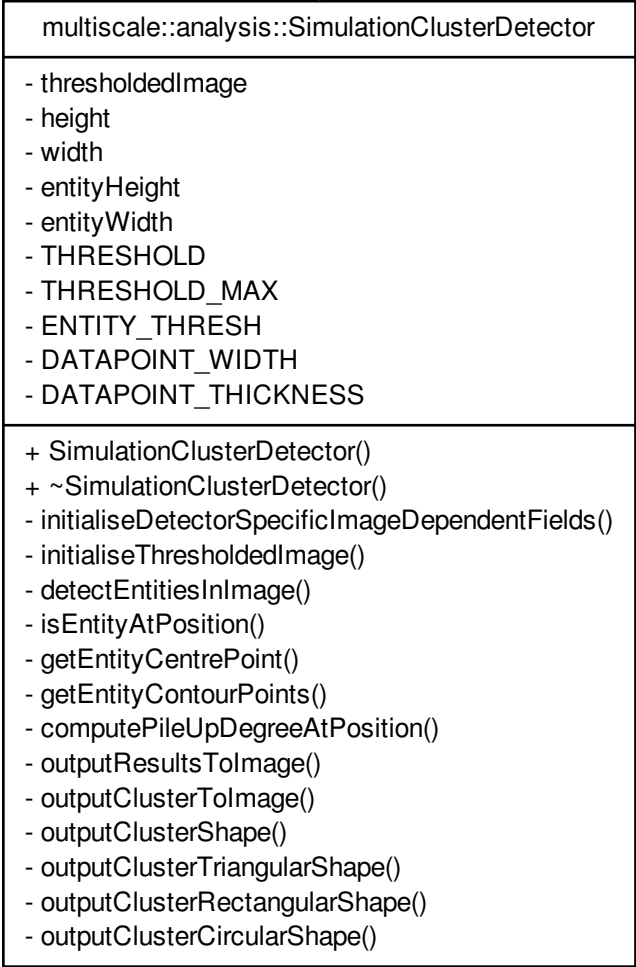 multiscale::analysis::SimulationClusterDetector
- thresholdedImage
- height
- width
- entityHeight
- entityWidth
- THRESHOLD
- THRESHOLD_MAX
- ENTITY_THRESH
- DATAPOINT_WIDTH
- DATAPOINT_THICKNESS
+ SimulationClusterDetector()
+ ~SimulationClusterDetector()
- initialiseDetectorSpecificImageDependentFields()
- initialiseThresholdedImage()
- detectEntitiesInImage()
- isEntityAtPosition()
- getEntityCentrePoint()
- getEntityContourPoints()
- computePileUpDegreeAtPosition()
- outputResultsToImage()
- outputClusterToImage()
- outputClusterShape()
- outputClusterTriangularShape()
- outputClusterRectangularShape()
- outputClusterCircularShape()